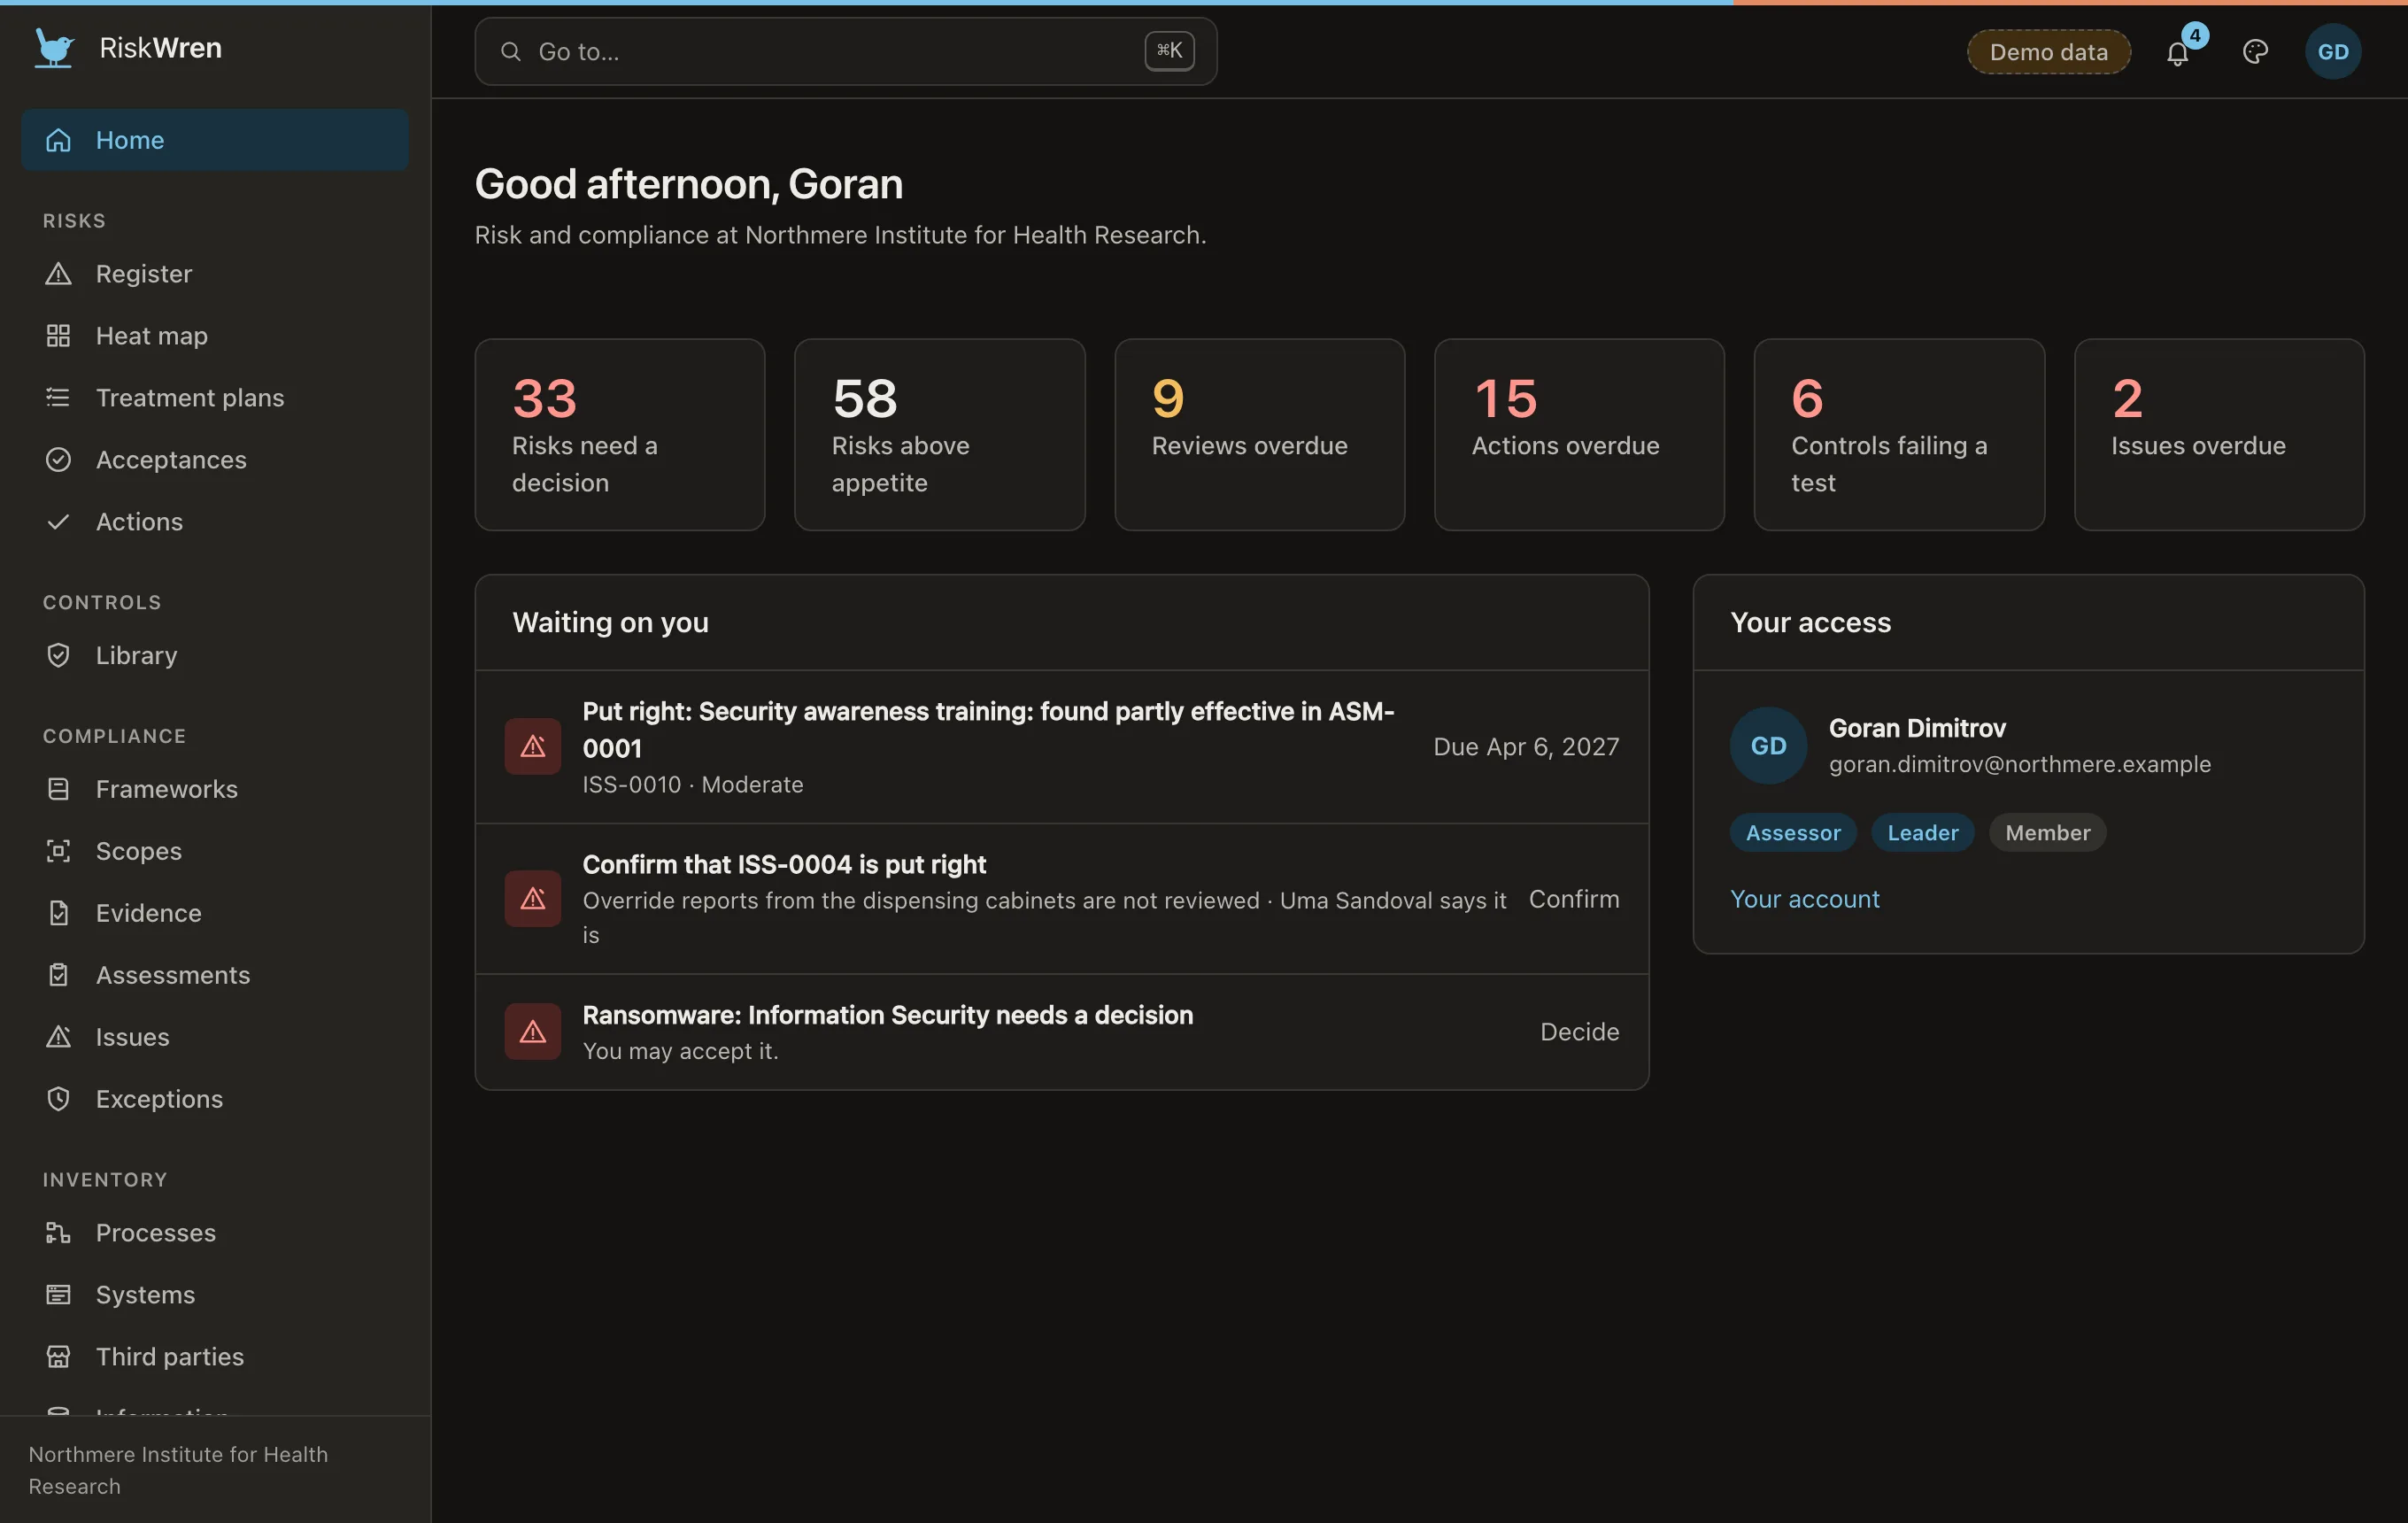 RiskWren
Go to...
⌘K
Demo data
4
GD
Home
RISKS
Register
Heat map
Treatment plans
Acceptances
Actions
CONTROLS
Library
COMPLIANCE
Frameworks
Scopes
Evidence
Assessments
Issues
Exceptions
INVENTORY
Processes
Systems
Third parties
Information
Northmere Institute for Health
Research
Good afternoon, Goran
Risk and compliance at Northmere Institute for Health Research.
33
Risks need a
decision
58
Risks above
appetite
9
Reviews overdue
15
Actions overdue
6
Controls failing a
test
2
Issues overdue
Waiting on you
Put right: Security awareness training: found partly effective in ASM-
0001
ISS-0010 · Moderate
Due Apr 6, 2027
Confirm that ISS-0004 is put right
Override reports from the dispensing cabinets are not reviewed · Uma Sandoval says it
is
Confirm
Ransomware: Information Security needs a decision
You may accept it.
Decide
Your access
GD
Goran Dimitrov
goran.dimitrov@northmere.example
Assessor
Leader
Member
Your account